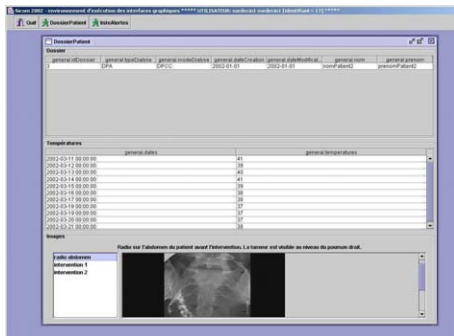 Sicom 2002 - environnement d'exécution des interfaces graphiques ***** UTILISATEUR: medecin1 medecin1 [identifiant = 17] *****
Quit DossierPatient listeAlertes
DossierPatient
Dossier
general.idDossier general.typeDialyse general.modeDialyse general.dateCreation general.dateModificat... general.nom general.prenom
3 DPA DPCC 2002-01-01 2002-01-01 nomPatient2 prenomPatient2
Températures
general.dates general.temperatures
2002-03-11 00:00:00 41
2002-03-12 00:00:00 39
2002-03-13 00:00:00 40
2002-03-14 00:00:00 41
2002-03-15 00:00:00 39
2002-03-16 00:00:00 38
2002-03-17 00:00:00 38
2002-03-18 00:00:00 37
2002-03-19 00:00:00 37
2002-03-20 00:00:00 37
2002-03-21 00:00:00 38
Images
Radio sur l'abdomen du patient avant l'intervention. La tumeur est visible au niveau du poumon droit.
radio abdomen
intervention 1
intervention 2